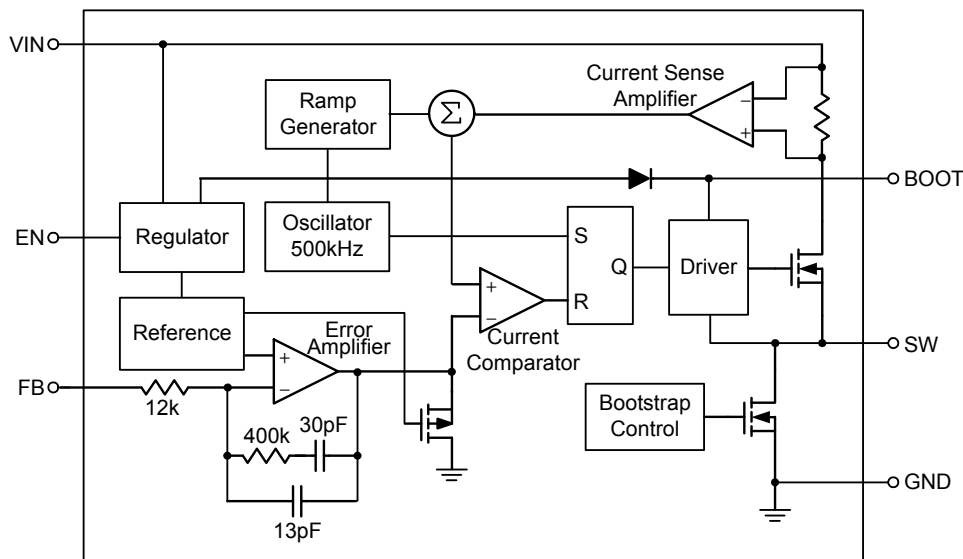 VIN
Current Sense
Amplifier
Ramp
Generator
Σ
−
+
BOOT
EN
Regulator
Oscillator
500kHz
S
Q
R
Driver
+
−
Current
Comparator
Reference
Error
Amplifier
+
−
SW
FB
12k
400k
30pF
13pF
Bootstrap
Control
GND